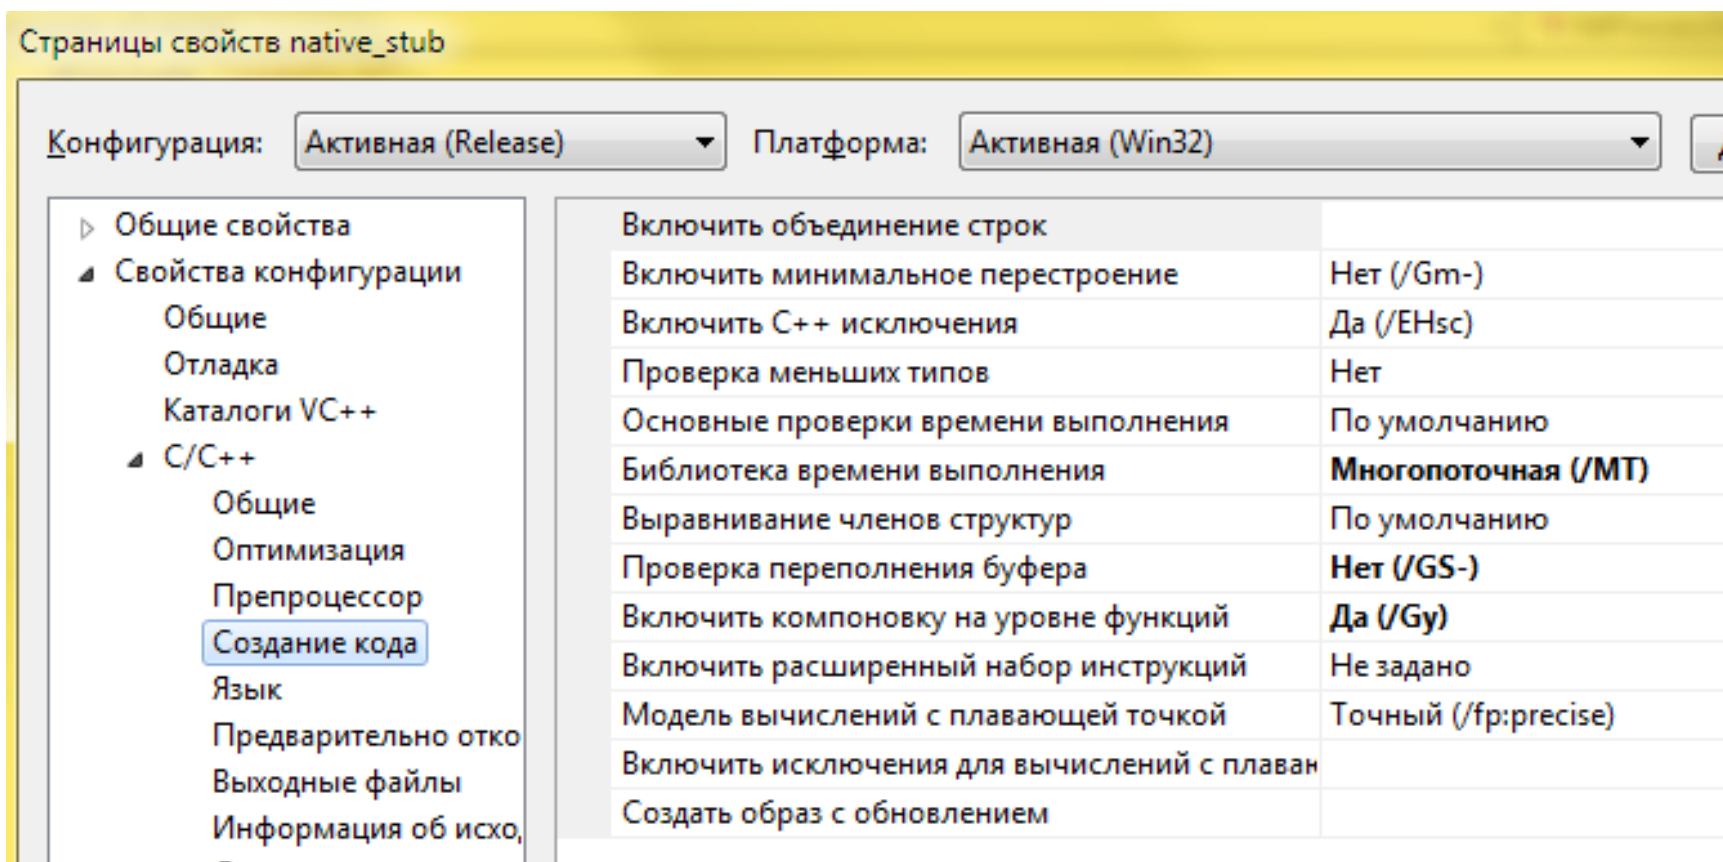 Страницы свойств native_stub
Конфигурация: Активная (Release) Платформа: Активная (Win32)
Общие свойства
Свойства конфигурации
Общие
Отладка
Каталоги VC++
C/C++
Общие
Оптимизация
Препроцессор
Создание кода
Язык
Предварительно отко
Выходные файлы
Информация об исхо
Включить объединение строк
Включить минимальное перестроение Нет (/Gm-)
Включить C++ исключения Да (/EHsc)
Проверка меньших типов Нет
Основные проверки времени выполнения По умолчанию
Библиотека времени выполнения Многопоточная (/MT)
Выравнивание членов структур По умолчанию
Проверка переполнения буфера Нет (/GS-)
Включить компоновку на уровне функций Да (/Gy)
Включить расширенный набор инструкций Не задано
Модель вычислений с плавающей точкой Точный (/fp:precise)
Включить исключения для вычислений с плаваю
Создать образ с обновлением